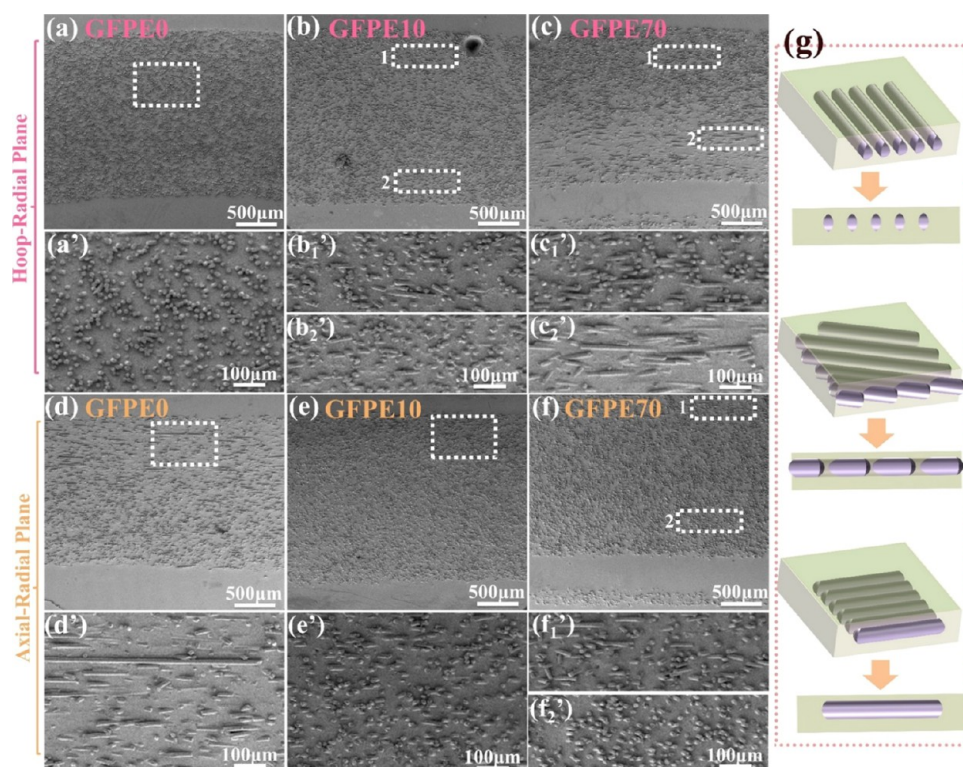 Hoop-Radial Plane
Axial-Radial Plane
(a) GFPE0
500μm
(b) GFPE10
1
2
500μm
(c) GFPE70
1
2
500μm
(a')
100μm
(b₁')
(b₂')
100μm
(c₁')
(c₂')
100μm
(d) GFPE0
500μm
(e) GFPE10
500μm
(f) GFPE70
1
2
500μm
(d')
100μm
(e')
100μm
(f₁')
(f₂')
100μm
(g)